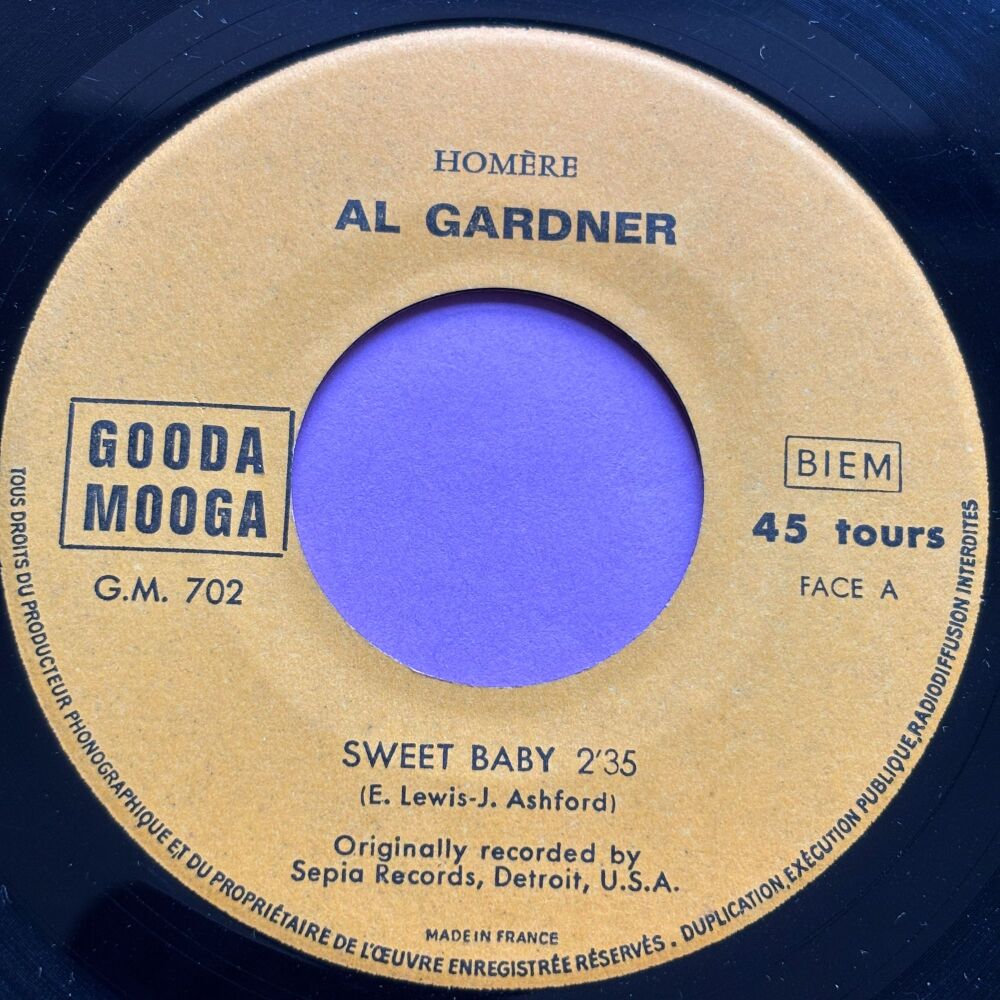 HOMÈRE
AL GARDNER
GOODA
MOOGA
G.M. 702
BIEM
45 tours
FACE A
SWEET BABY 2'35
(E. Lewis-J. Ashford)
Originally recorded by
Sepia Records, Detroit, U.S.A.
MADE IN FRANCE
TOUS DROITS DU PRODUCTEUR PHONOGRAPHIQUE ET DU PROPRIÉTAIRE DE L'ŒUVRE ENREGISTRÉE RÉSERVÉS. DUPLICATION, EXÉCUTION PUBLIQUE, RADIODIFFUSION INTERDITES